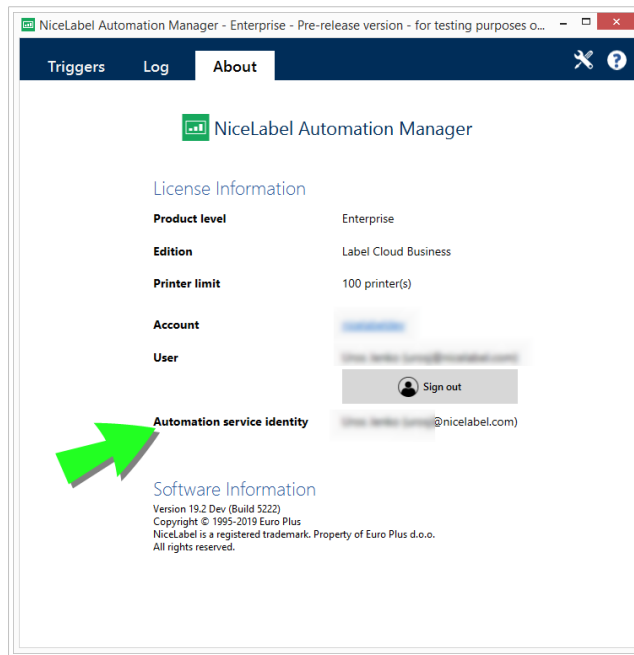 NiceLabel Automation Manager - Enterprise - Pre-release version - for testing purposes o...
Triggers Log About
NiceLabel Automation Manager
License Information
Product level Enterprise
Edition Label Cloud Business
Printer limit 100 printer(s)
Account
User
Sign out
Automation service identity @nicelabel.com)
Software Information
Version 19.2 Dev (Build 5222)
Copyright © 1995-2019 Euro Plus
NiceLabel is a registered trademark. Property of Euro Plus d.o.o.
All rights reserved.